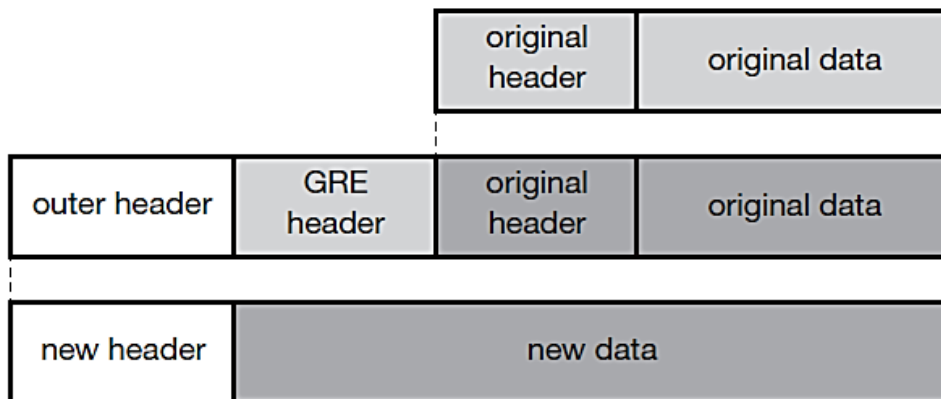 original
header
original data
outer header
GRE
header
original
header
original data
new header
new data